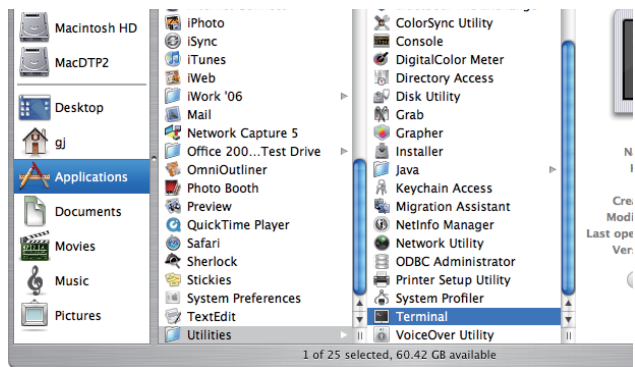 Macintosh HD
MacDTP2
Desktop
gj
Applications
Documents
Movies
Music
Pictures
iPhoto
iSync
iTunes
iWeb
iWork '06
Mail
Network Capture 5
Office 200...Test Drive
OmniOutliner
Photo Booth
Preview
QuickTime Player
Safari
Sherlock
Stickies
System Preferences
TextEdit
Utilities
ColorSync Utility
Console
DigitalColor Meter
Directory Access
Disk Utility
Grab
Grapher
Installer
Java
Keychain Access
Migration Assistant
NetInfo Manager
Network Utility
ODBC Administrator
Printer Setup Utility
System Profiler
Terminal
VoiceOver Utility
Last ope
1 of 25 selected, 60.42 GB available